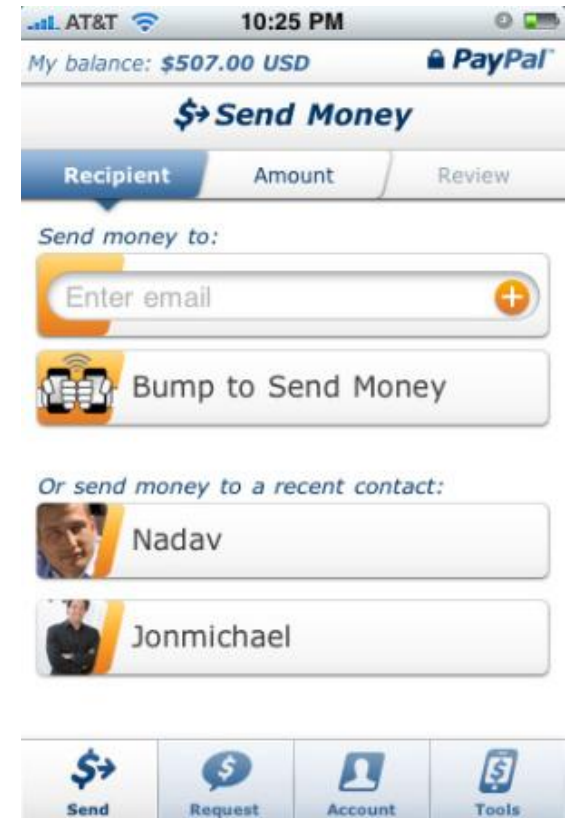 AT&T 10:25 PM
My balance: $507.00 USD PayPal™
$→ Send Money
Recipient Amount Review
Send money to:
Enter email
Bump to Send Money
Or send money to a recent contact:
Nadav
Jonmichael
$→ $ $
Send Request Account Tools